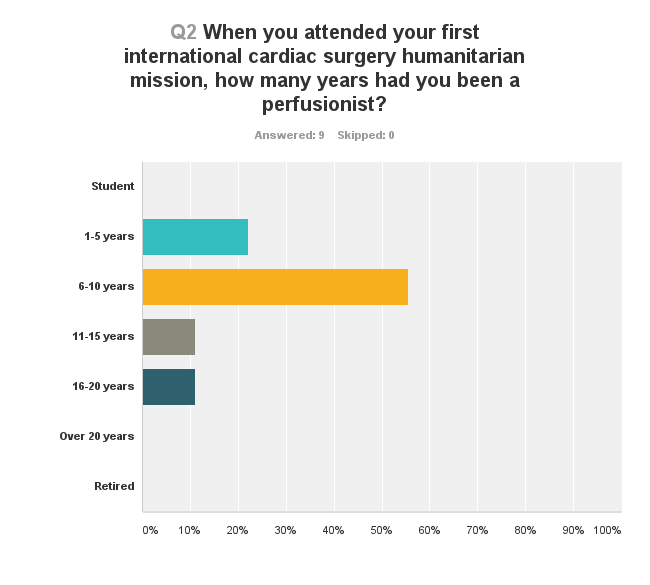 Q2 When you attended your first
international cardiac surgery humanitarian
mission, how many years had you been a
perfusionist?
Answered: 9 Skipped: 0
Student
1-5 years
6-10 years
11-15 years
16-20 years
Over 20 years
Retired
0% 10% 20% 30% 40% 50% 60% 70% 80% 90% 100%